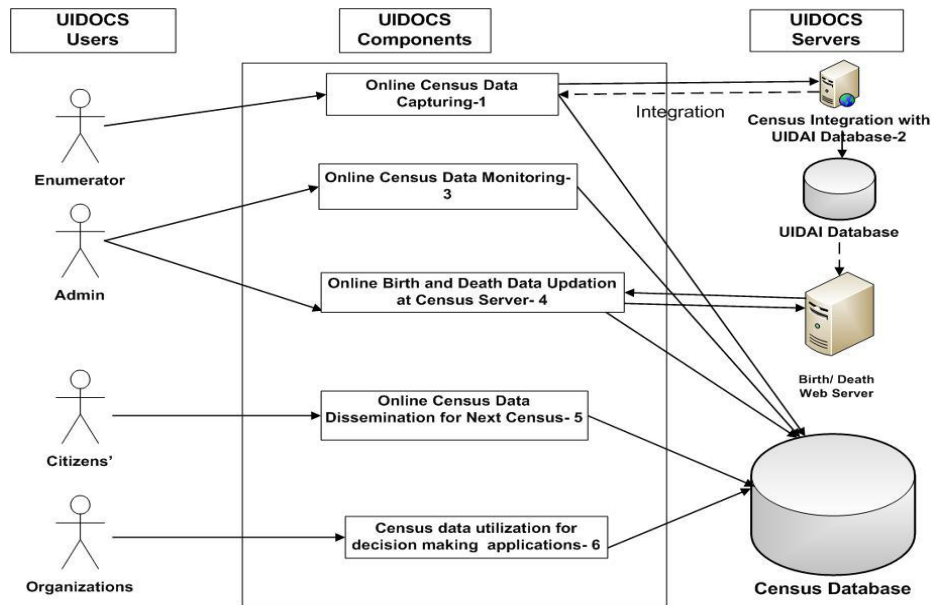 UIDOCS
Users
UIDOCS
Components
UIDOCS
Servers
Online Census Data
Capturing-1
Integration
Census Integration with
UIDAI Database-2
Enumerator
Online Census Data Monitoring-
3
UIDAI Database
Admin
Online Birth and Death Data Updation
at Census Server- 4
Birth/ Death
Web Server
Online Census Data
Dissemination for Next Census- 5
Citizens’
Census data utilization for
decision making applications- 6
Organizations
Census Database